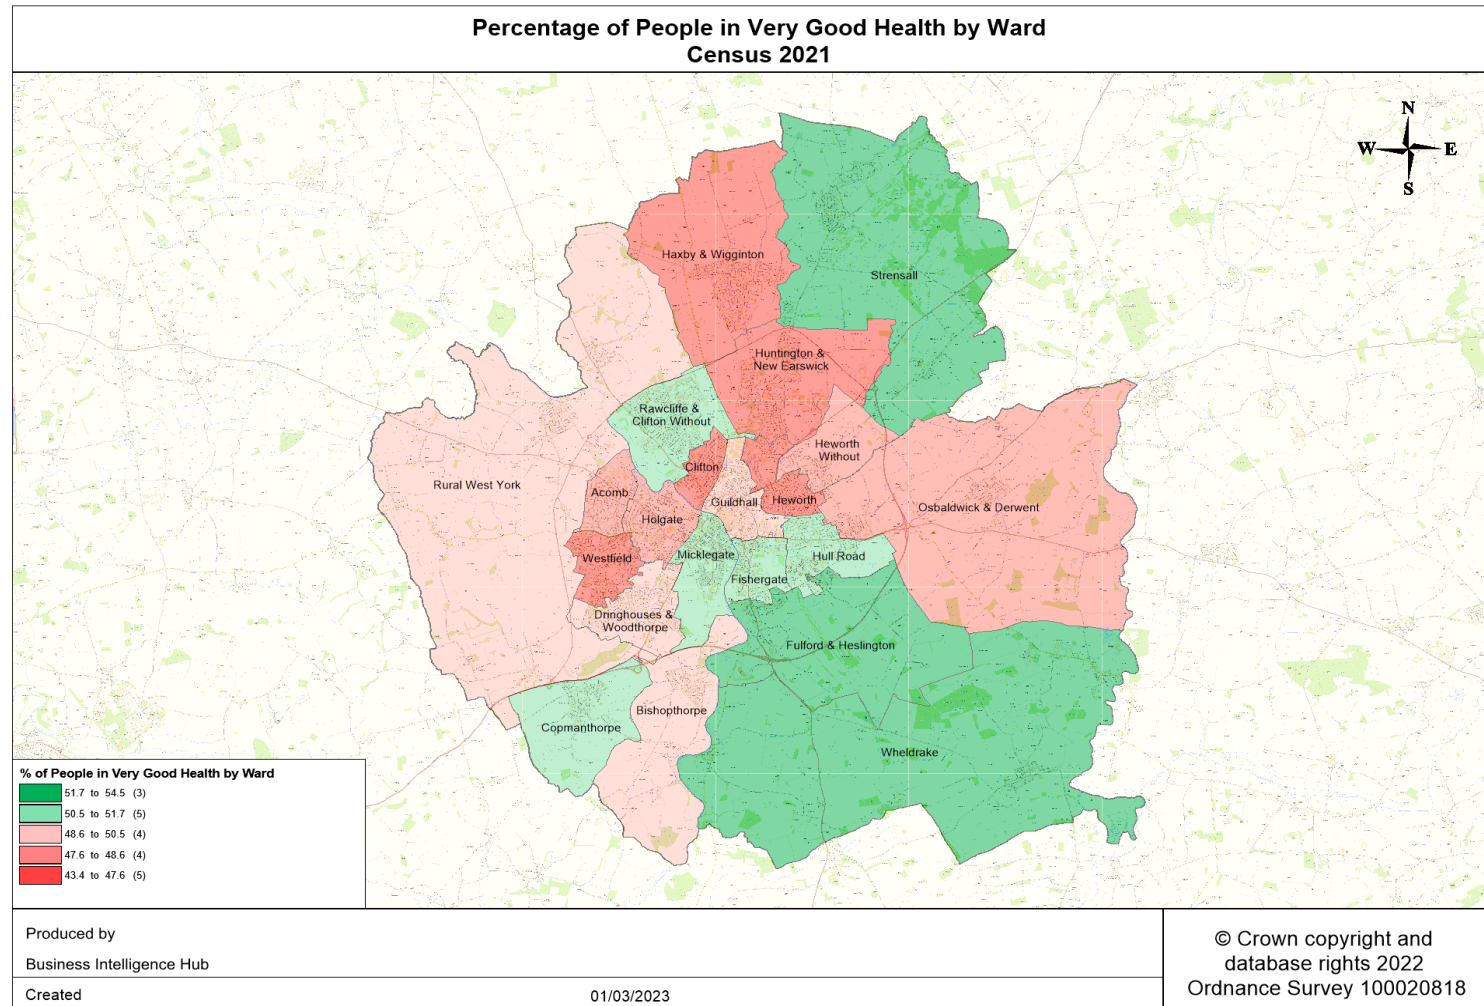 Percentage of People in Very Good Health by Ward
Census 2021
N
W E
S
Haxby & Wigginton
Strensall
Huntington &
New Earswick
Rawcliffe &
Clifton Without
Heworth
Without
Clifton
Rural West York
Acomb
Guildhall
Heworth
Osbaldwick & Derwent
Holgate
Westfield
Micklegate
Hull Road
Fishergate
Dringhouses &
Woodthorpe
Fulford & Heslington
Bishopthorpe
Copmanthorpe
Wheldrake
% of People in Very Good Health by Ward
51.7 to 54.5 (3)
50.5 to 51.7 (5)
48.6 to 50.5 (4)
47.6 to 48.6 (4)
43.4 to 47.6 (5)
Produced by
Business Intelligence Hub
Created 01/03/2023
© Crown copyright and
database rights 2022
Ordnance Survey 100020818